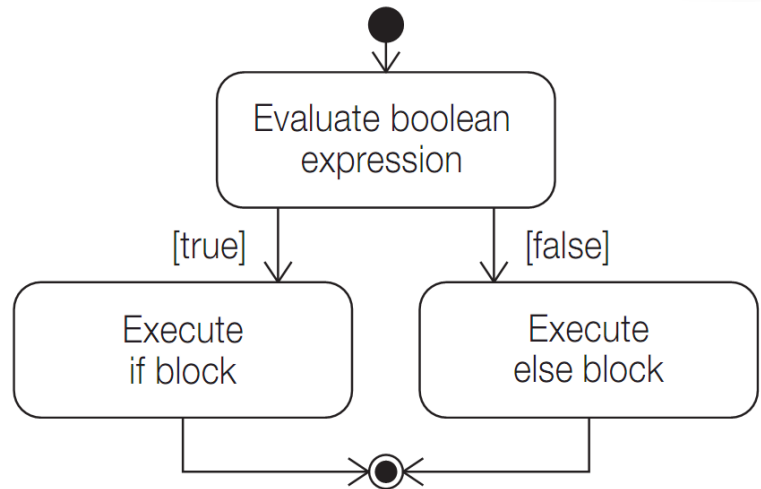 Evaluate boolean
expression
[true]
[false]
Execute
if block
Execute
else block